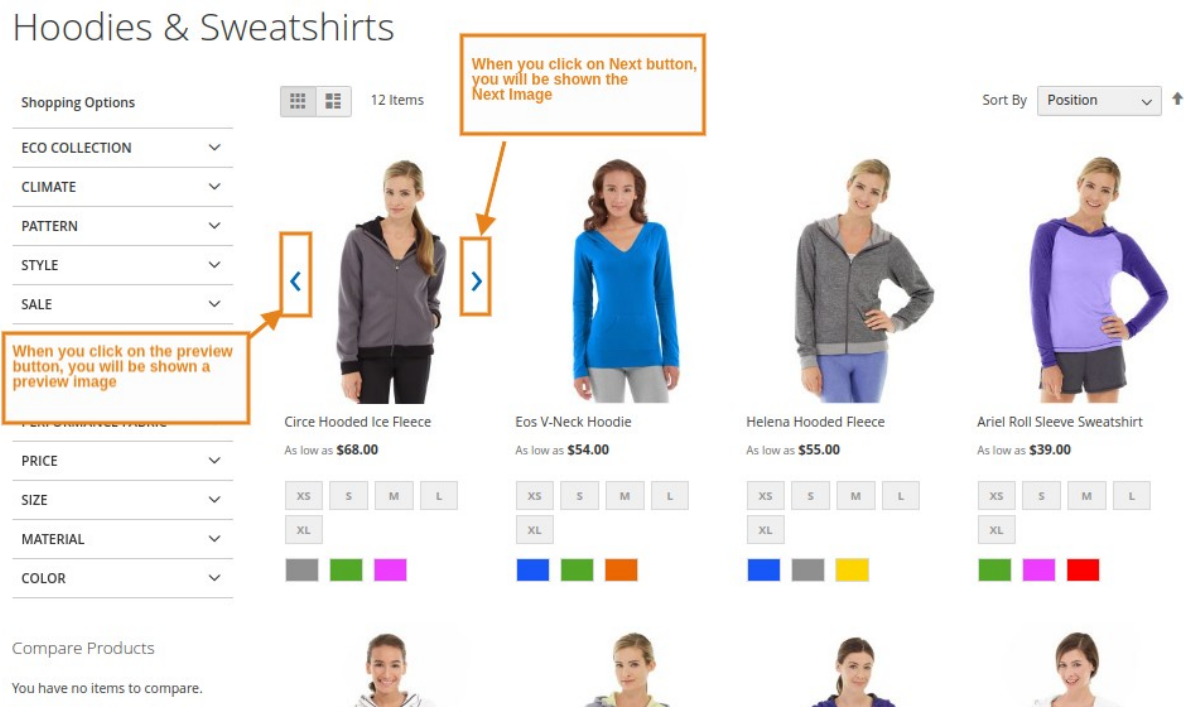 Hoodies & Sweatshirts
When you click on Next button,
you will be shown the
Next Image
Shopping Options
12 Items
Sort By Position
ECO COLLECTION
CLIMATE
PATTERN
STYLE
SALE
When you click on the preview
button, you will be shown a
preview image
PERFORMANCE FABRIC
PRICE
SIZE
MATERIAL
COLOR
Circe Hooded Ice Fleece
As low as $68.00
XS S M L
XL
Eos V-Neck Hoodie
As low as $54.00
XS S M L
XL
Helena Hooded Fleece
As low as $55.00
XS S M L
XL
Ariel Roll Sleeve Sweatshirt
As low as $39.00
XS S M L
XL
Compare Products
You have no items to compare.